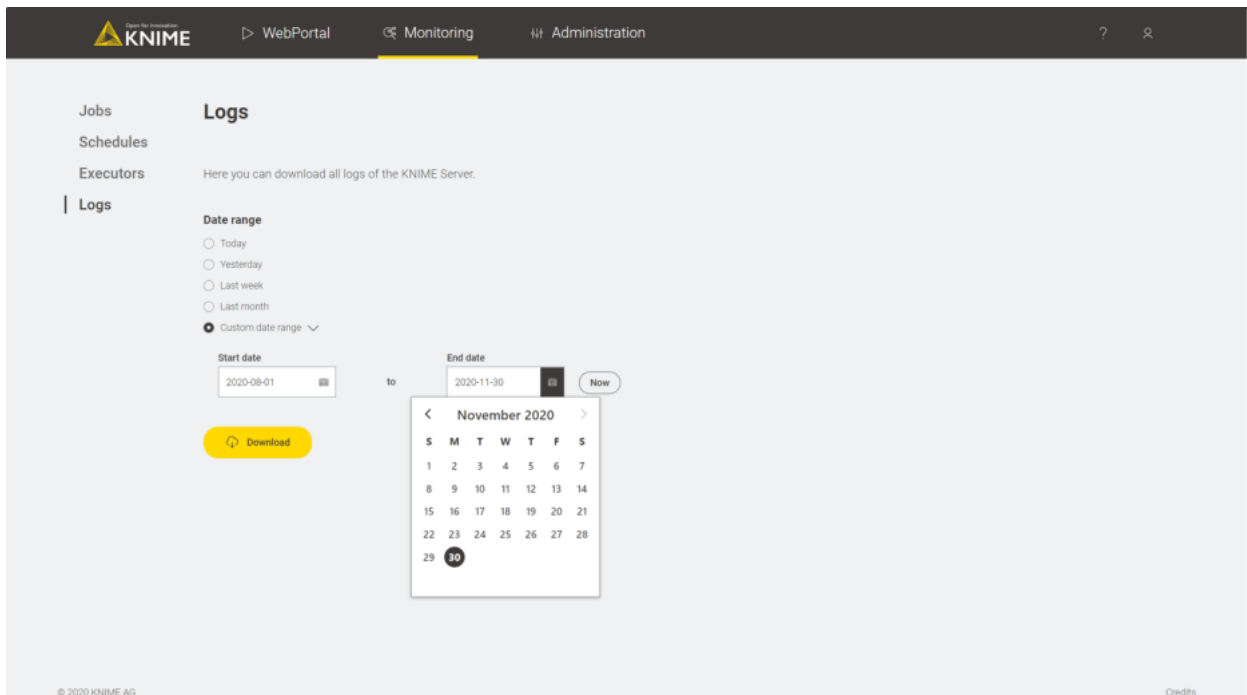 Open for Innovation
KNIME
WebPortal
Monitoring
Administration
?
Jobs
Schedules
Executors
Logs
Logs
Here you can download all logs of the KNIME Server.
Date range
Today
Yesterday
Last week
Last month
Custom date range
Start date
2020-08-01
to
End date
2020-11-30
Now
Download
November 2020
S M T W T F S
1 2 3 4 5 6 7
8 9 10 11 12 13 14
15 16 17 18 19 20 21
22 23 24 25 26 27 28
29 30
© 2020 KNIME AG
Credits